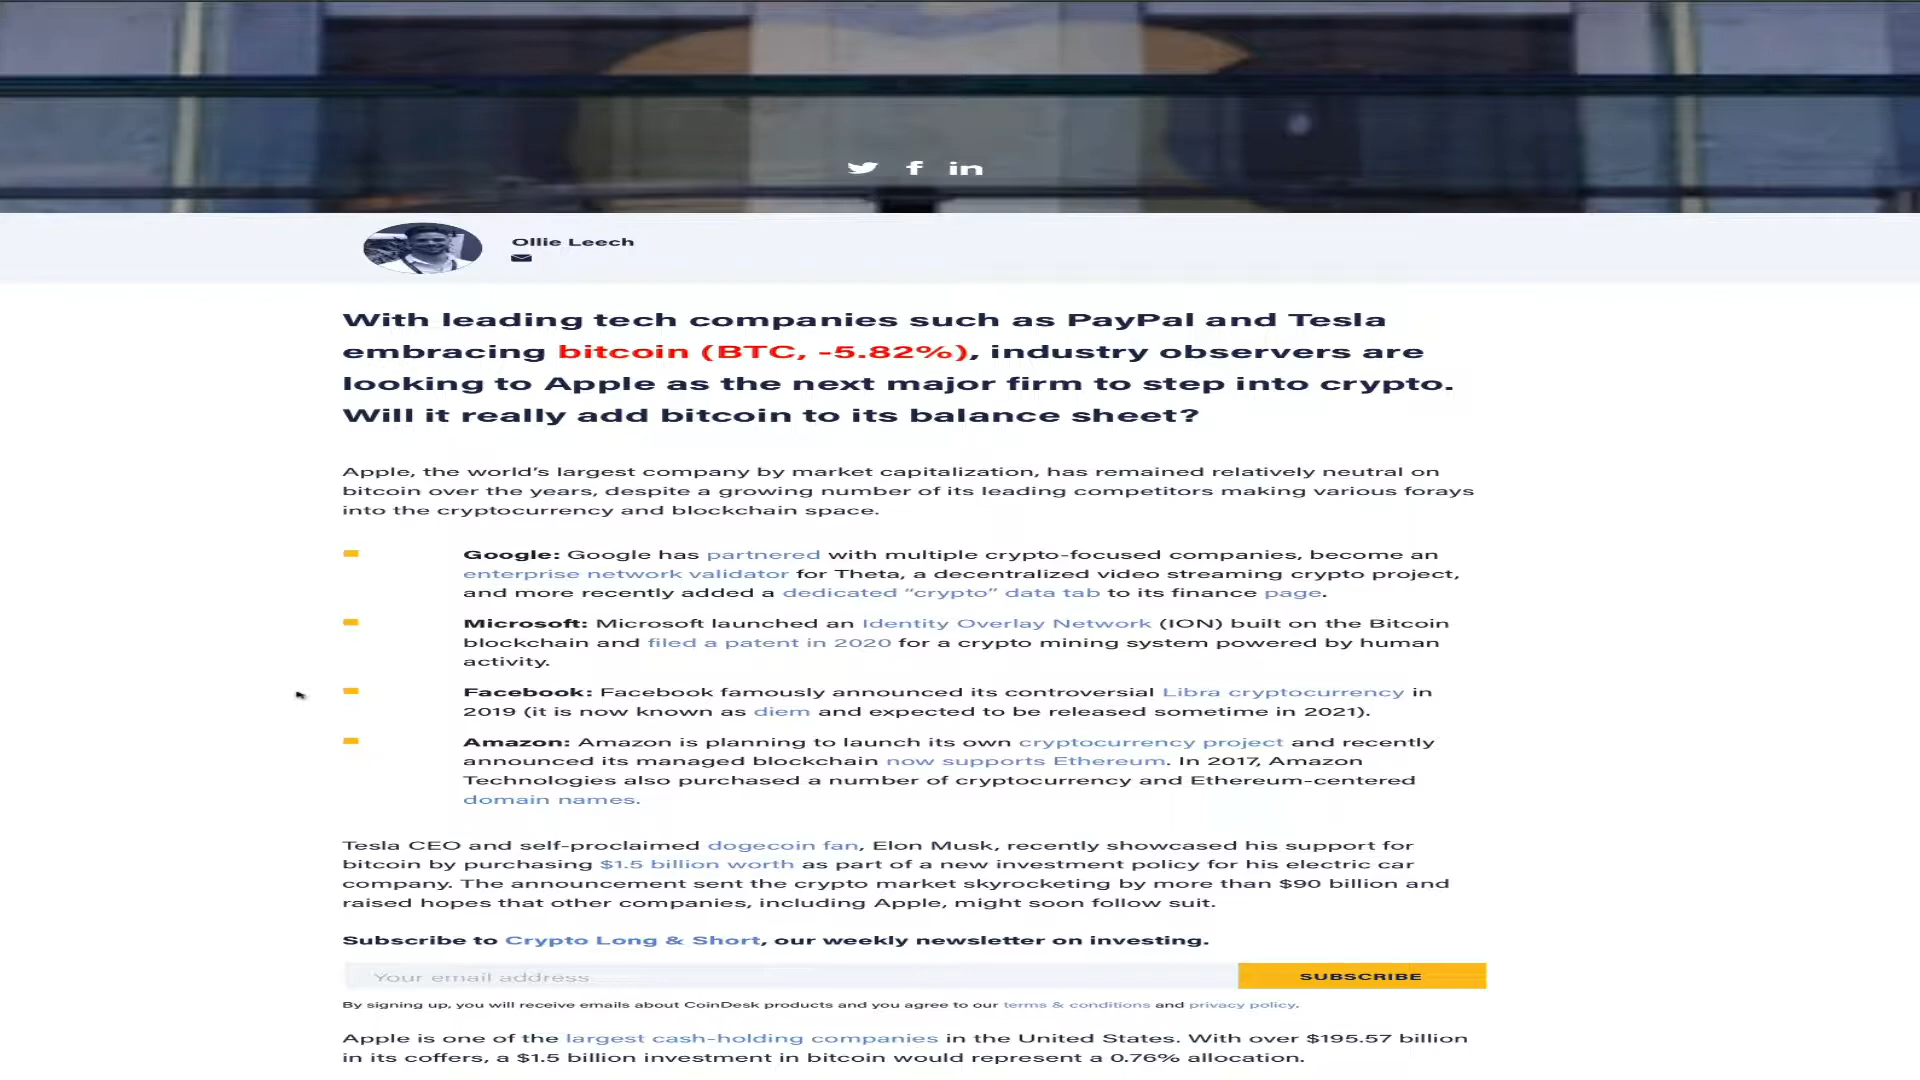 f in
Ollie Leech
With leading tech companies such as PayPal and Tesla
embracing bitcoin (BTC, -5.82%), industry observers are
looking to Apple as the next major firm to step into crypto.
Will it really add bitcoin to its balance sheet?
Apple, the world's largest company by market capitalization, has remained relatively neutral on
bitcoin over the years, despite a growing number of its leading competitors making various forays
into the cryptocurrency and blockchain space.
Google: Google has partnered with multiple crypto-focused companies, become an
enterprise network validator for Theta, a decentralized video streaming crypto project,
and more recently added a dedicated “crypto” data tab to its finance page.
Microsoft: Microsoft launched an Identity Overlay Network (ION) built on the Bitcoin
blockchain and filed a patent in 2020 for a crypto mining system powered by human
activity.
Facebook: Facebook famously announced its controversial Libra cryptocurrency in
2019 (it is now known as diem and expected to be released sometime in 2021).
Amazon: Amazon is planning to launch its own cryptocurrency project and recently
announced its managed blockchain now supports Ethereum. In 2017, Amazon
Technologies also purchased a number of cryptocurrency and Ethereum-centered
domain names.
Tesla CEO and self-proclaimed dogecoin fan, Elon Musk, recently showcased his support for
bitcoin by purchasing $1.5 billion worth as part of a new investment policy for his electric car
company. The announcement sent the crypto market skyrocketing by more than $90 billion and
raised hopes that other companies, including Apple, might soon follow suit.
Subscribe to Crypto Long & Short, our weekly newsletter on investing.
Your email address
SUBSCRIBE
By signing up, you will receive emails about CoinDesk products and you agree to our terms & conditions and privacy policy.
Apple is one of the largest cash-holding companies in the United States. With over $195.57 billion
in its coffers, a $1.5 billion investment in bitcoin would represent a 0.76% allocation.